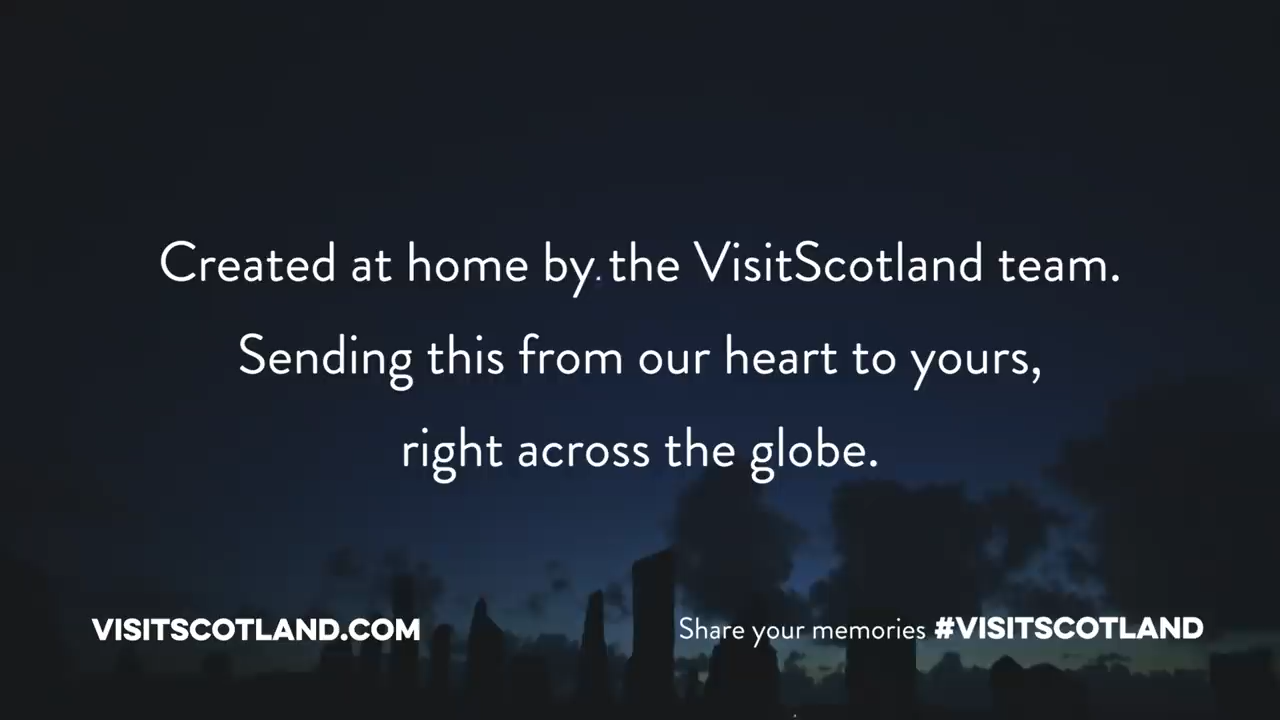 Created at home by the VisitScotland team.
Sending this from our heart to yours,
right across the globe.
VISITSCOTLAND.COM
Share your memories #VISITSCOTLAND